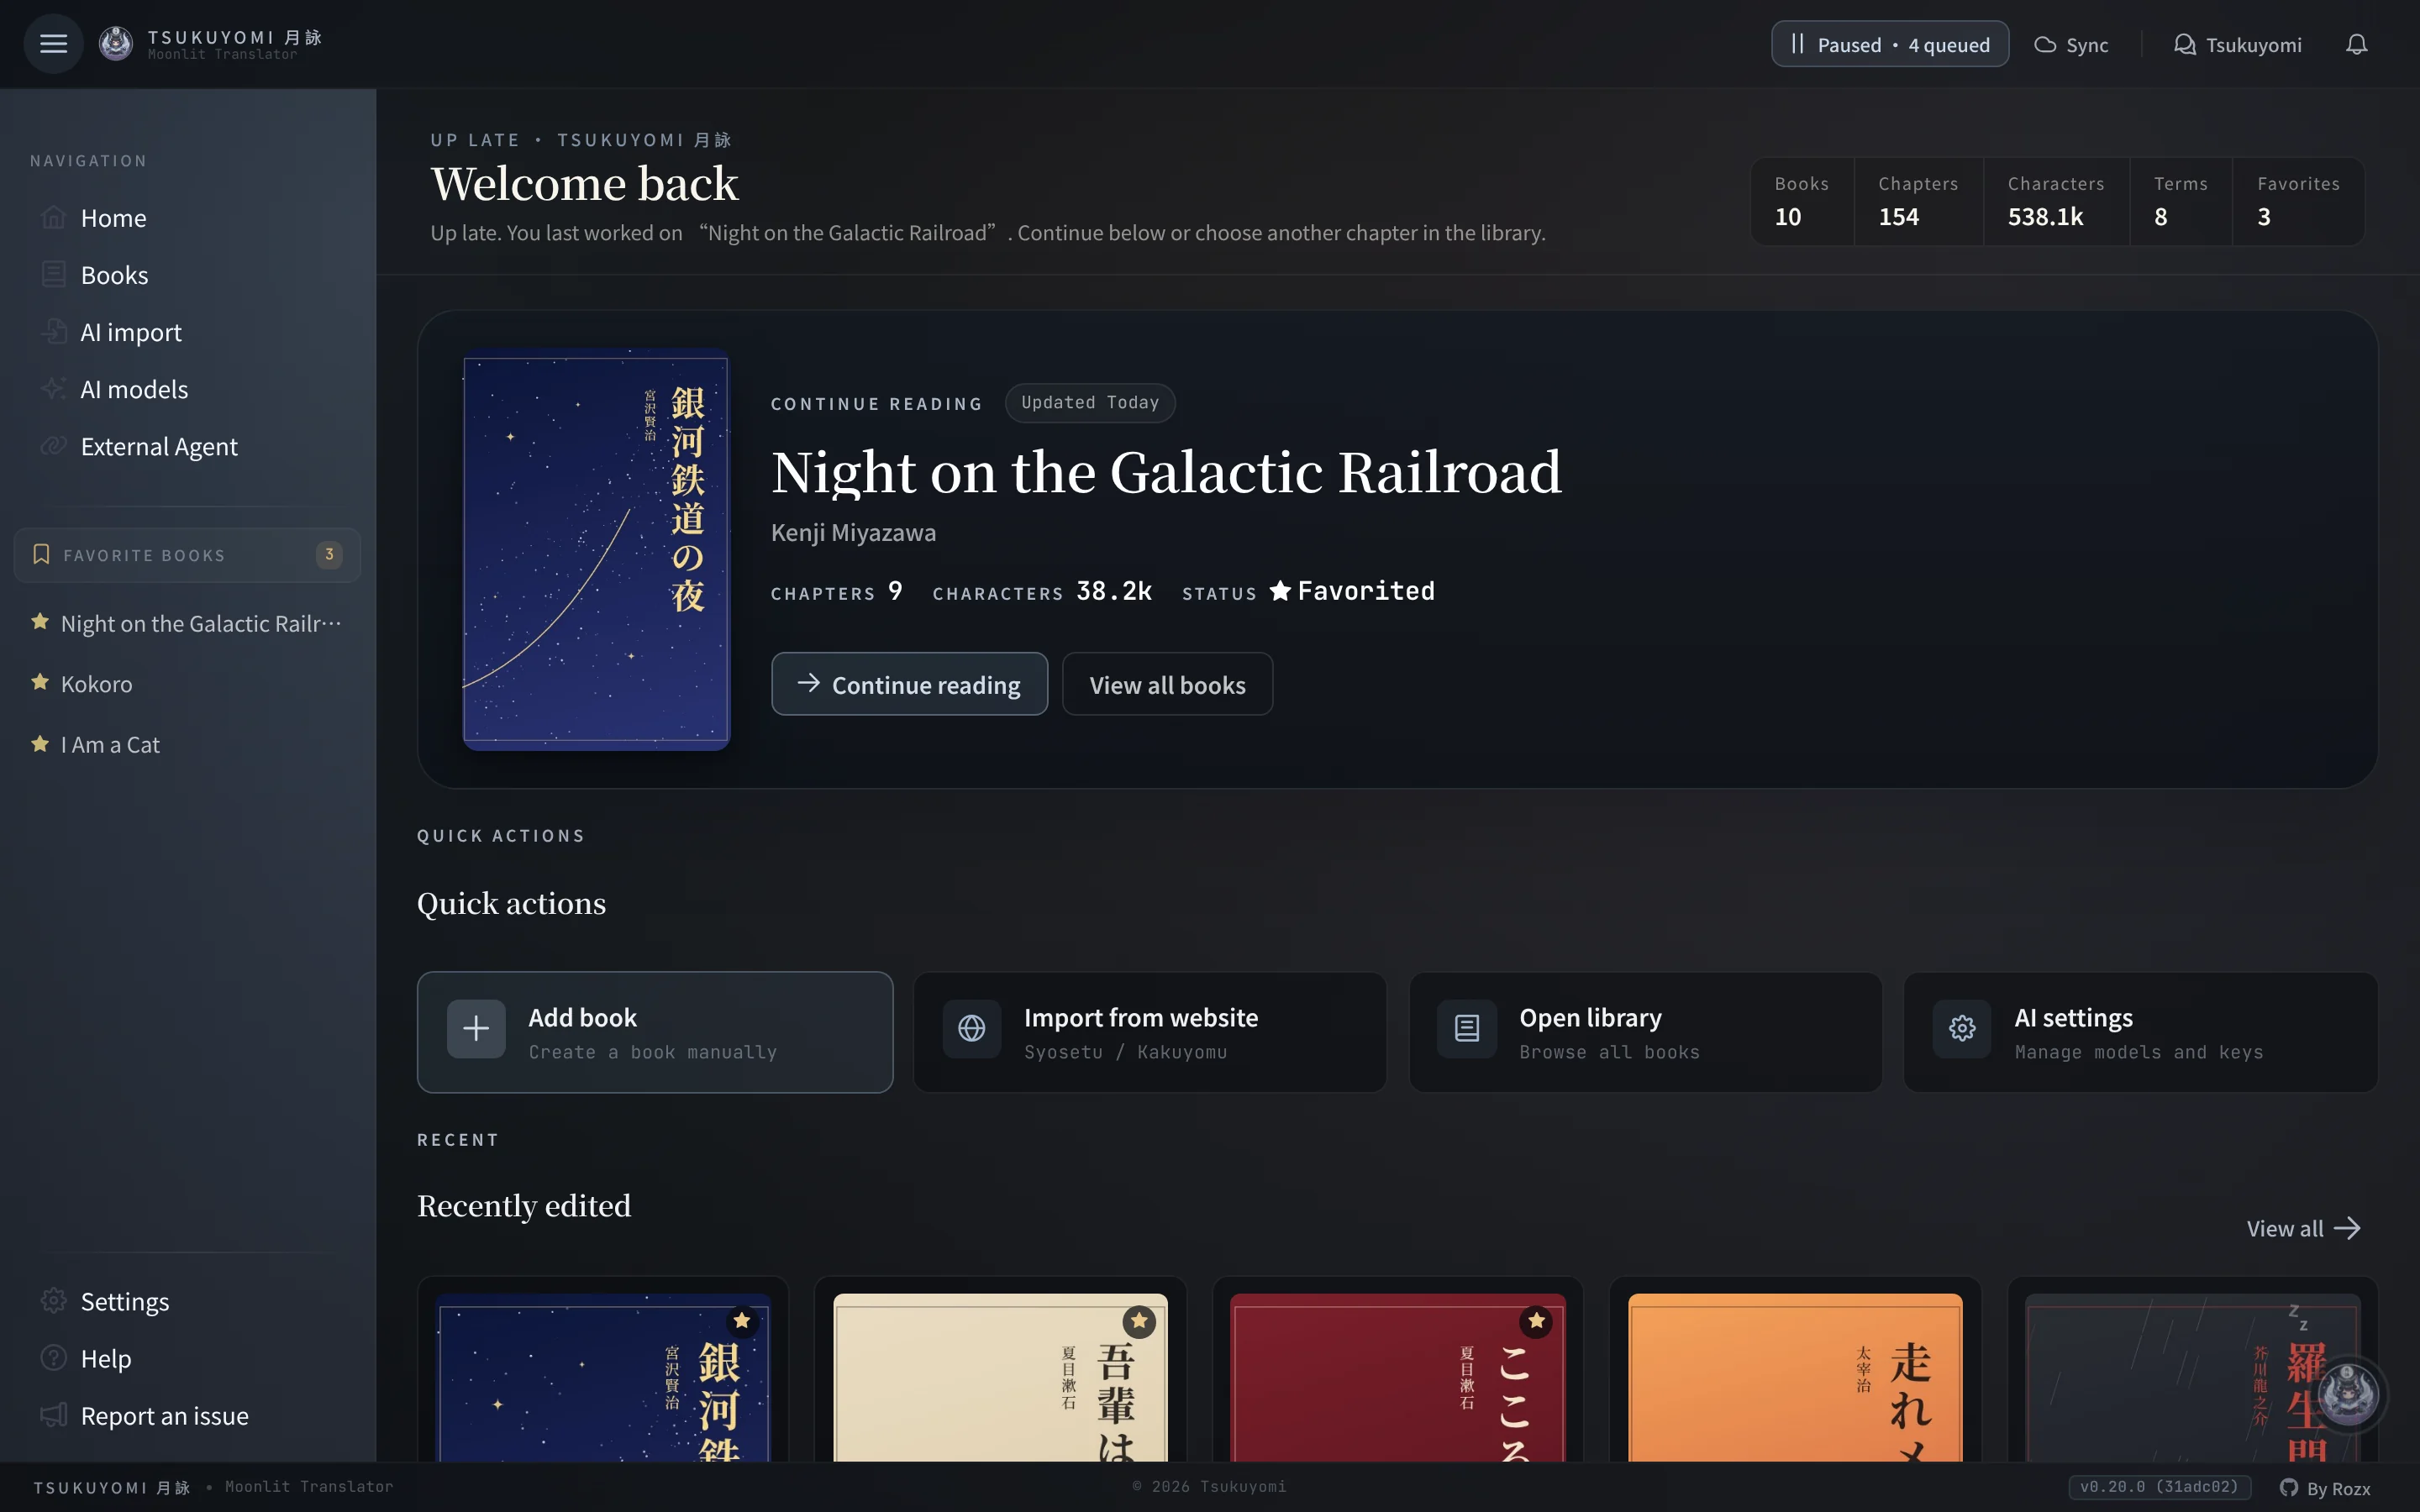 TSUKUYOMI 月詠
Moonlit Translator
Paused • 4 queued
Sync
Tsukuyomi
NAVIGATION
Home
Books
AI import
AI models
External Agent
FAVORITE BOOKS
3
Night on the Galactic Railr…
Kokoro
I Am a Cat
Settings
Help
Report an issue
UP LATE • TSUKUYOMI 月詠
Welcome back
Up late. You last worked on “Night on the Galactic Railroad”. Continue below or choose another chapter in the library.
Books
10
Chapters
154
Characters
538.1k
Terms
8
Favorites
3
銀河鉄道の夜
宮沢賢治
CONTINUE READING
Updated Today
Night on the Galactic Railroad
Kenji Miyazawa
CHAPTERS 9 CHARACTERS 38.2k STATUS ★ Favorited
Continue reading
View all books
QUICK ACTIONS
Quick actions
Add book
Create a book manually
Import from website
Syosetu / Kakuyomu
Open library
Browse all books
AI settings
Manage models and keys
RECENT
Recently edited
View all
銀河鉄
宮沢賢治
吾輩は
夏目漱石
こころ
夏目漱石
走れメ
太宰治
羅生門
芥川龍之介
z
z
TSUKUYOMI 月詠 • Moonlit Translator
© 2026 Tsukuyomi
v0.20.0 (31adc02)
By Rozx